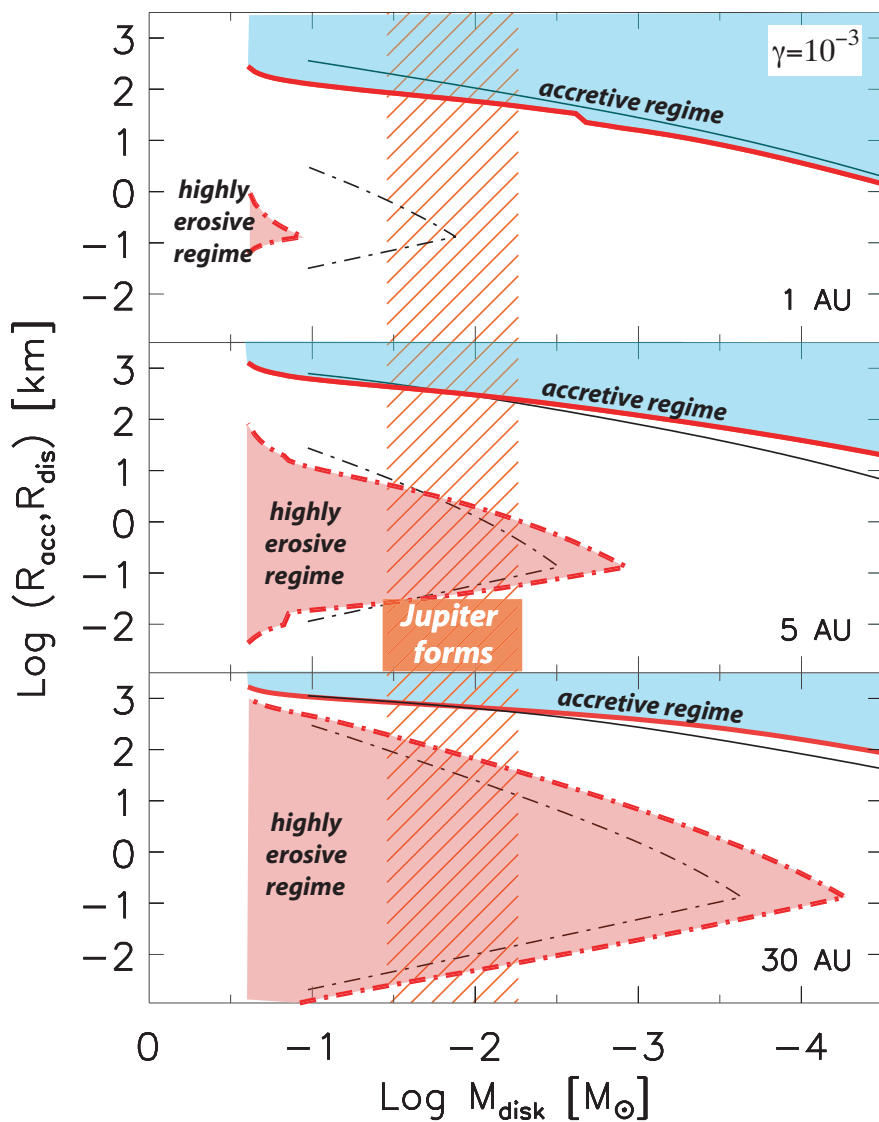 Log (R_acc, R_dis) [km]
3
2
1
0
−1
−2
γ=10⁻³
accretive regime
highly
erosive
regime
1 AU
3
2
1
0
−1
−2
accretive regime
highly
erosive
regime
Jupiter
forms
5 AU
3
2
1
0
−1
−2
accretive regime
highly
erosive
regime
30 AU
0 −1 −2 −3 −4
Log M_disk [M_⊙]